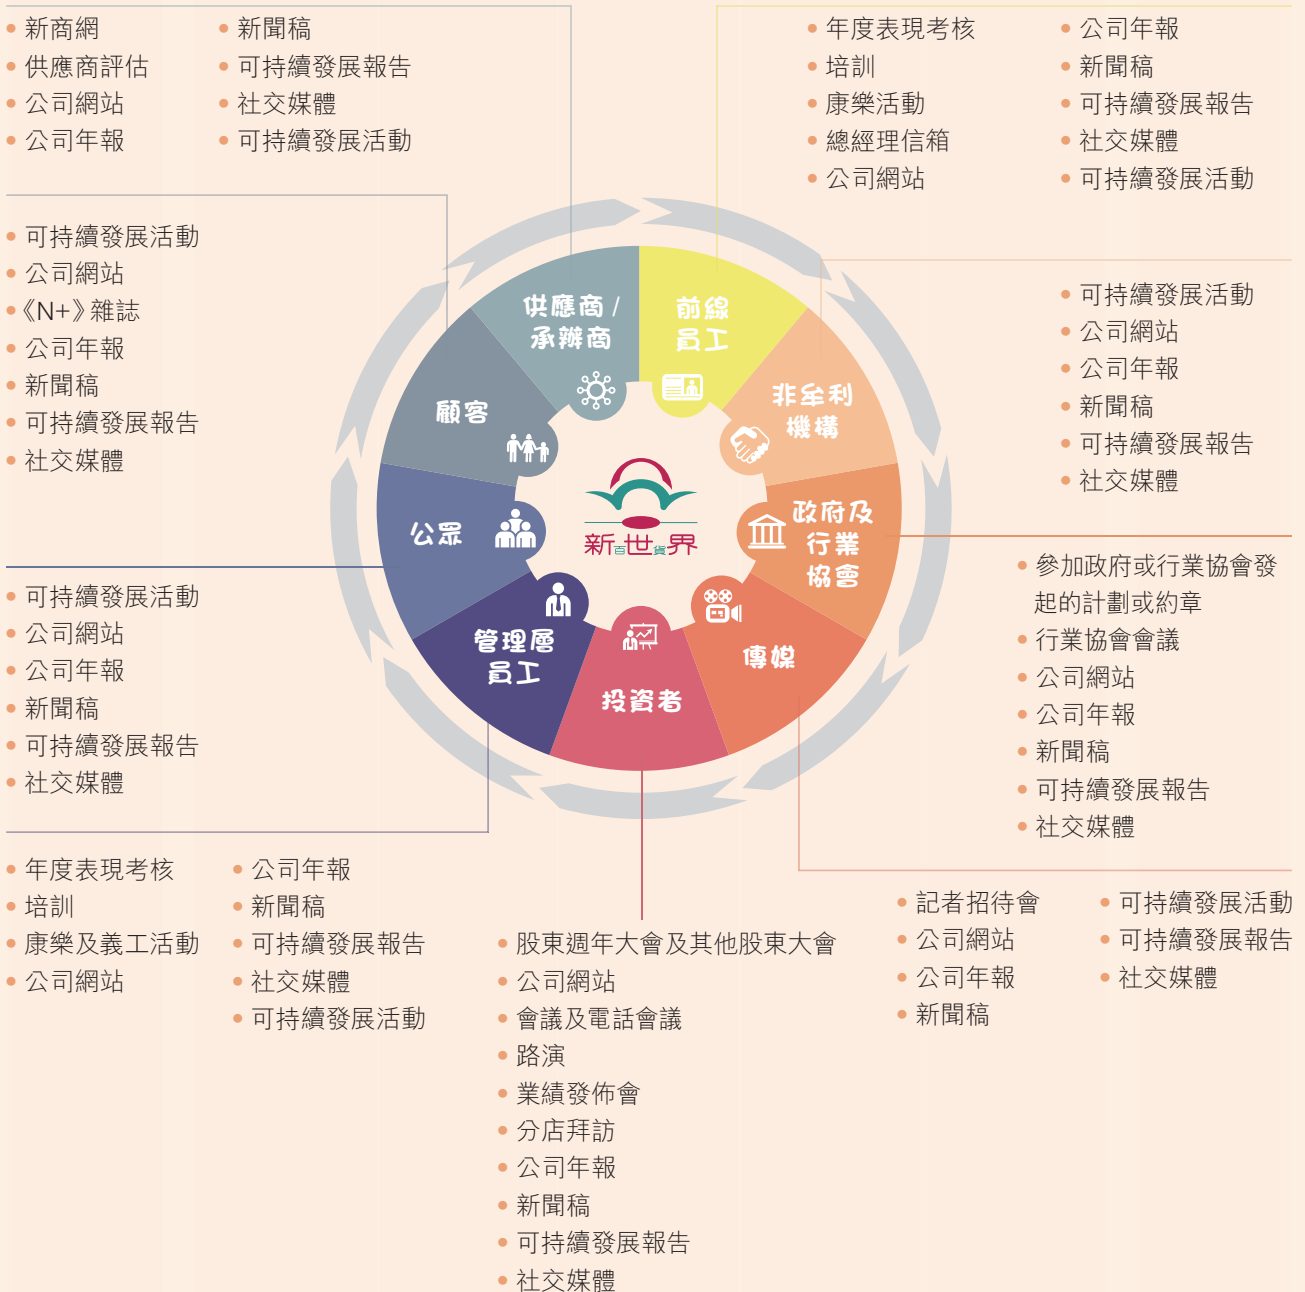 • 新商網
• 供應商評估
• 公司網站
• 公司年報
• 新聞稿
• 可持續發展報告
• 社交媒體
• 可持續發展活動
• 年度表現考核
• 培訓
• 康樂活動
• 總經理信箱
• 公司網站
• 公司年報
• 新聞稿
• 可持續發展報告
• 社交媒體
• 可持續發展活動
• 可持續發展活動
• 公司網站
• 《N+》雜誌
• 公司年報
• 新聞稿
• 可持續發展報告
• 社交媒體
• 可持續發展活動
• 公司網站
• 公司年報
• 新聞稿
• 可持續發展報告
• 社交媒體
供應商 /
承辦商
前線
員工
顧客
非牟利
機構
公眾
政府及
行業
協會
管理層
員工
投資者
傳媒
新百世貨界
• 可持續發展活動
• 公司網站
• 公司年報
• 新聞稿
• 可持續發展報告
• 社交媒體
• 參加政府或行業協會發
起的計劃或約章
• 行業協會會議
• 公司網站
• 公司年報
• 新聞稿
• 可持續發展報告
• 社交媒體
• 年度表現考核
• 培訓
• 康樂及義工活動
• 公司網站
• 公司年報
• 新聞稿
• 可持續發展報告
• 社交媒體
• 可持續發展活動
• 股東週年大會及其他股東大會
• 公司網站
• 會議及電話會議
• 路演
• 業績發佈會
• 分店拜訪
• 公司年報
• 新聞稿
• 可持續發展報告
• 社交媒體
• 記者招待會
• 公司網站
• 公司年報
• 新聞稿
• 可持續發展活動
• 可持續發展報告
• 社交媒體